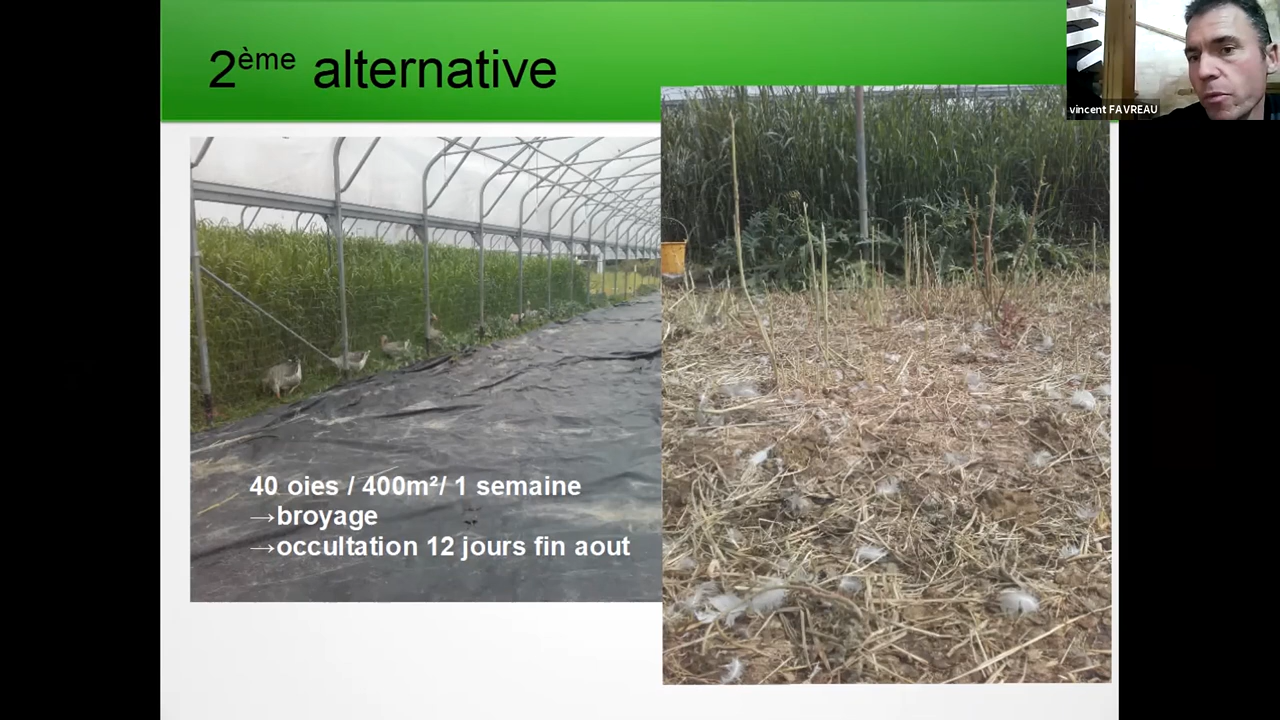 2ème alternative
vincent FAVREAU
40 oies / 400m²/ 1 semaine
→broyage
→occultation 12 jours fin aout